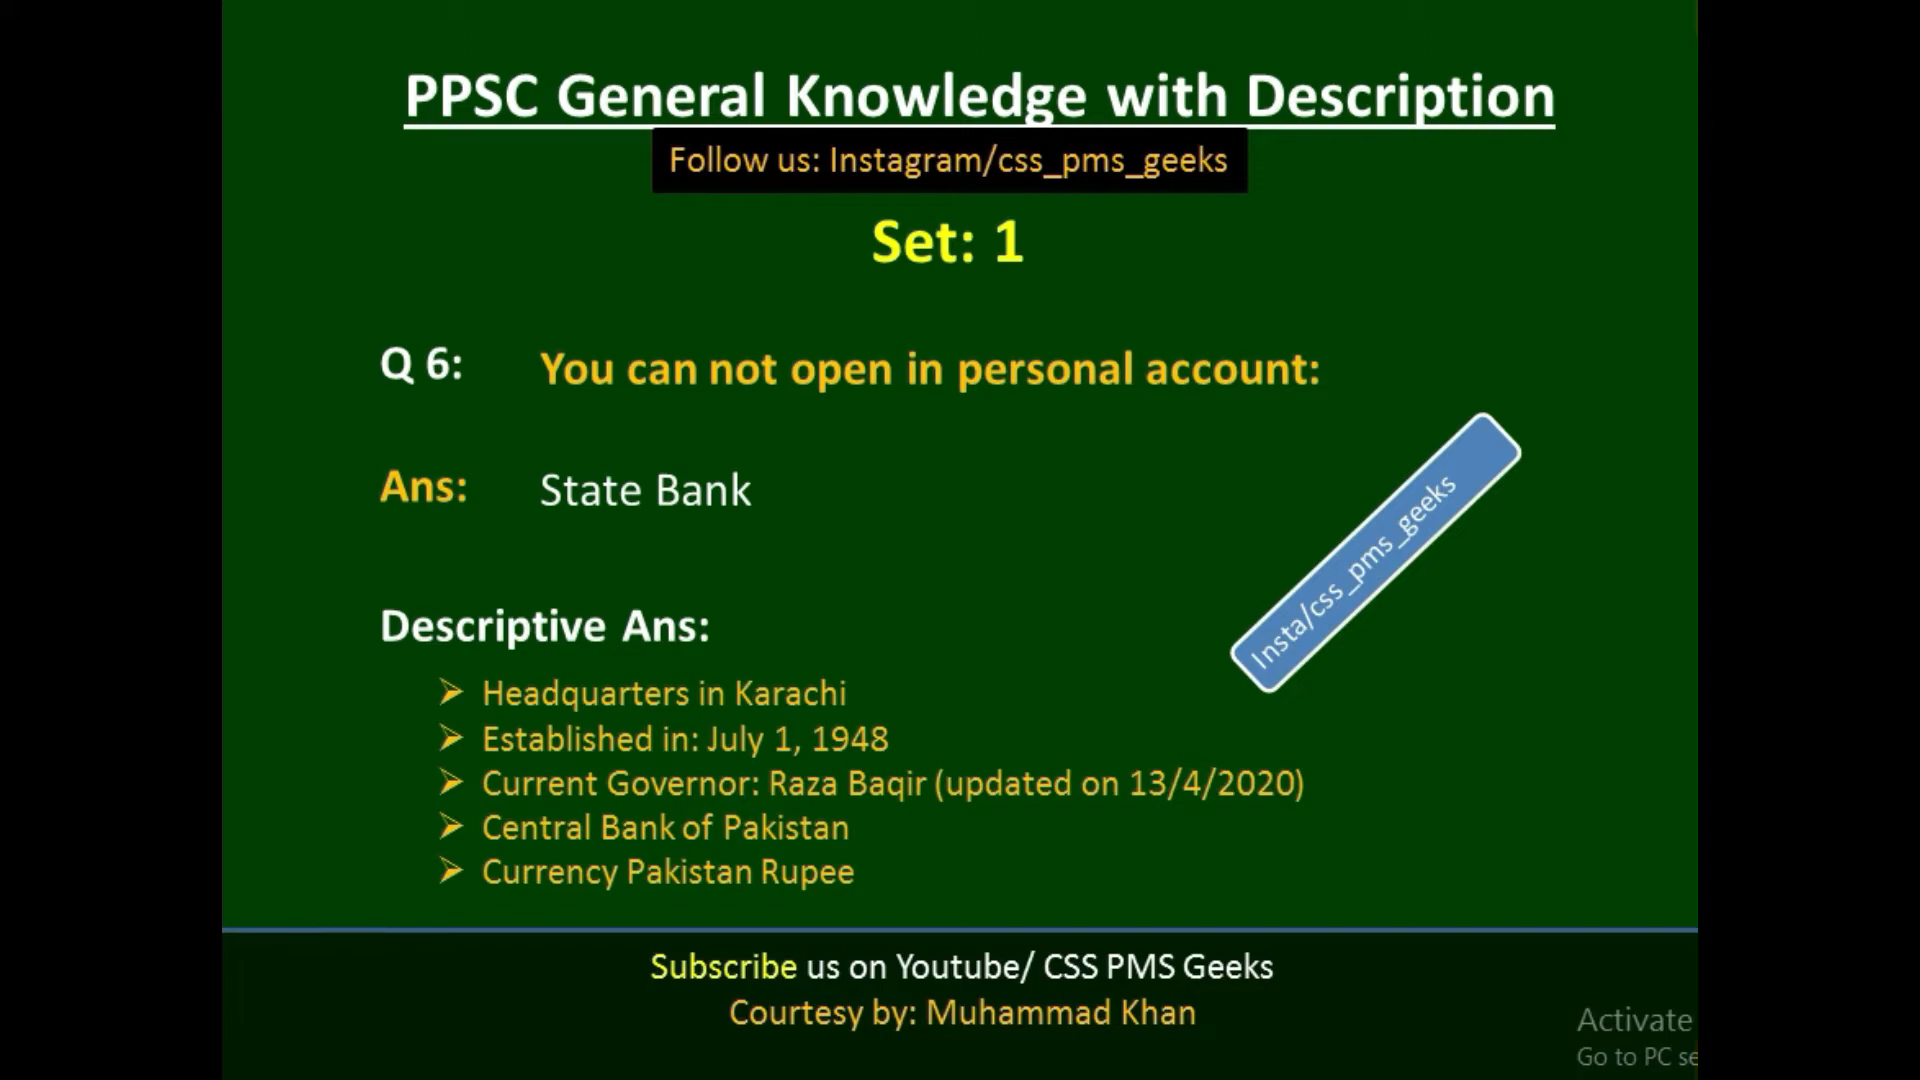 PPSC General Knowledge with Description
Follow us: Instagram/css_pms_geeks
Set: 1
Q 6: You can not open in personal account:
Ans: State Bank
Insta/css_pms_geeks
Descriptive Ans:
➤ Headquarters in Karachi
➤ Established in: July 1, 1948
➤ Current Governor: Raza Baqir (updated on 13/4/2020)
➤ Central Bank of Pakistan
➤ Currency Pakistan Rupee
Subscribe us on Youtube/ CSS PMS Geeks
Courtesy by: Muhammad Khan
Activate
Go to PC se